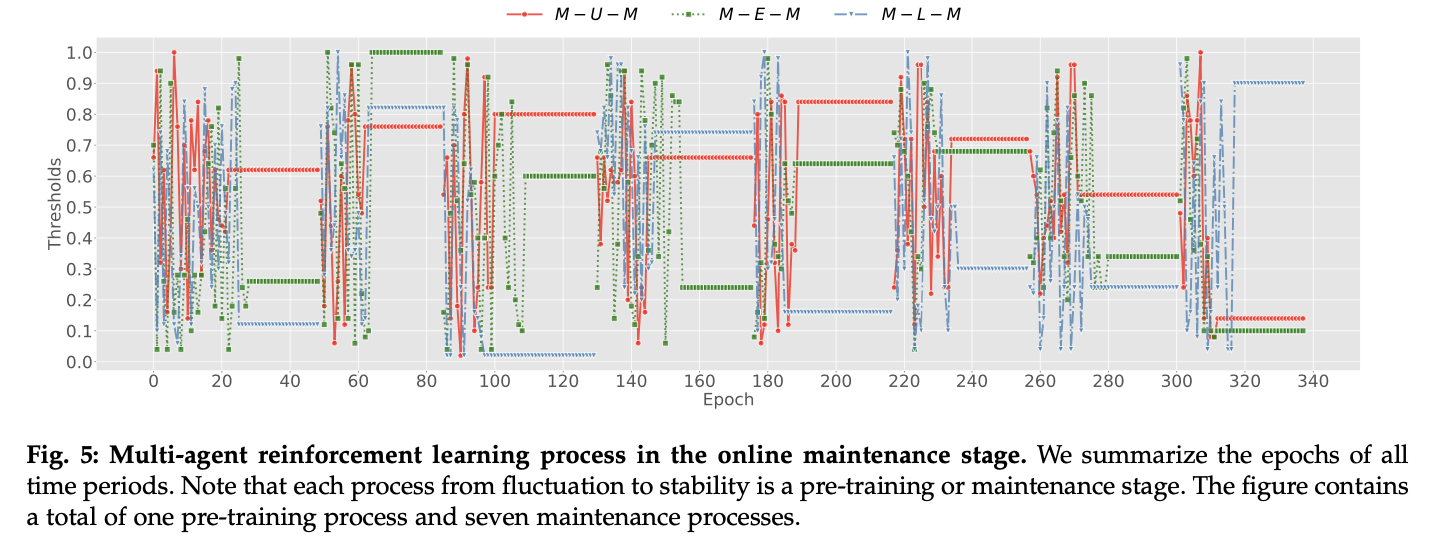 M − U − M M − E − M M − L − M
1.0
0.9
0.8
0.7
0.6
0.5
0.4
0.3
0.2
0.1
0.0
Thresholds
0 20 40 60 80 100 120 140 160 180 200 220 240 260 280 300 320 340
Epoch
Fig. 5: Multi-agent reinforcement learning process in the online maintenance stage. We summarize the epochs of all
time periods. Note that each process from fluctuation to stability is a pre-training or maintenance stage. The figure contains
a total of one pre-training process and seven maintenance processes.